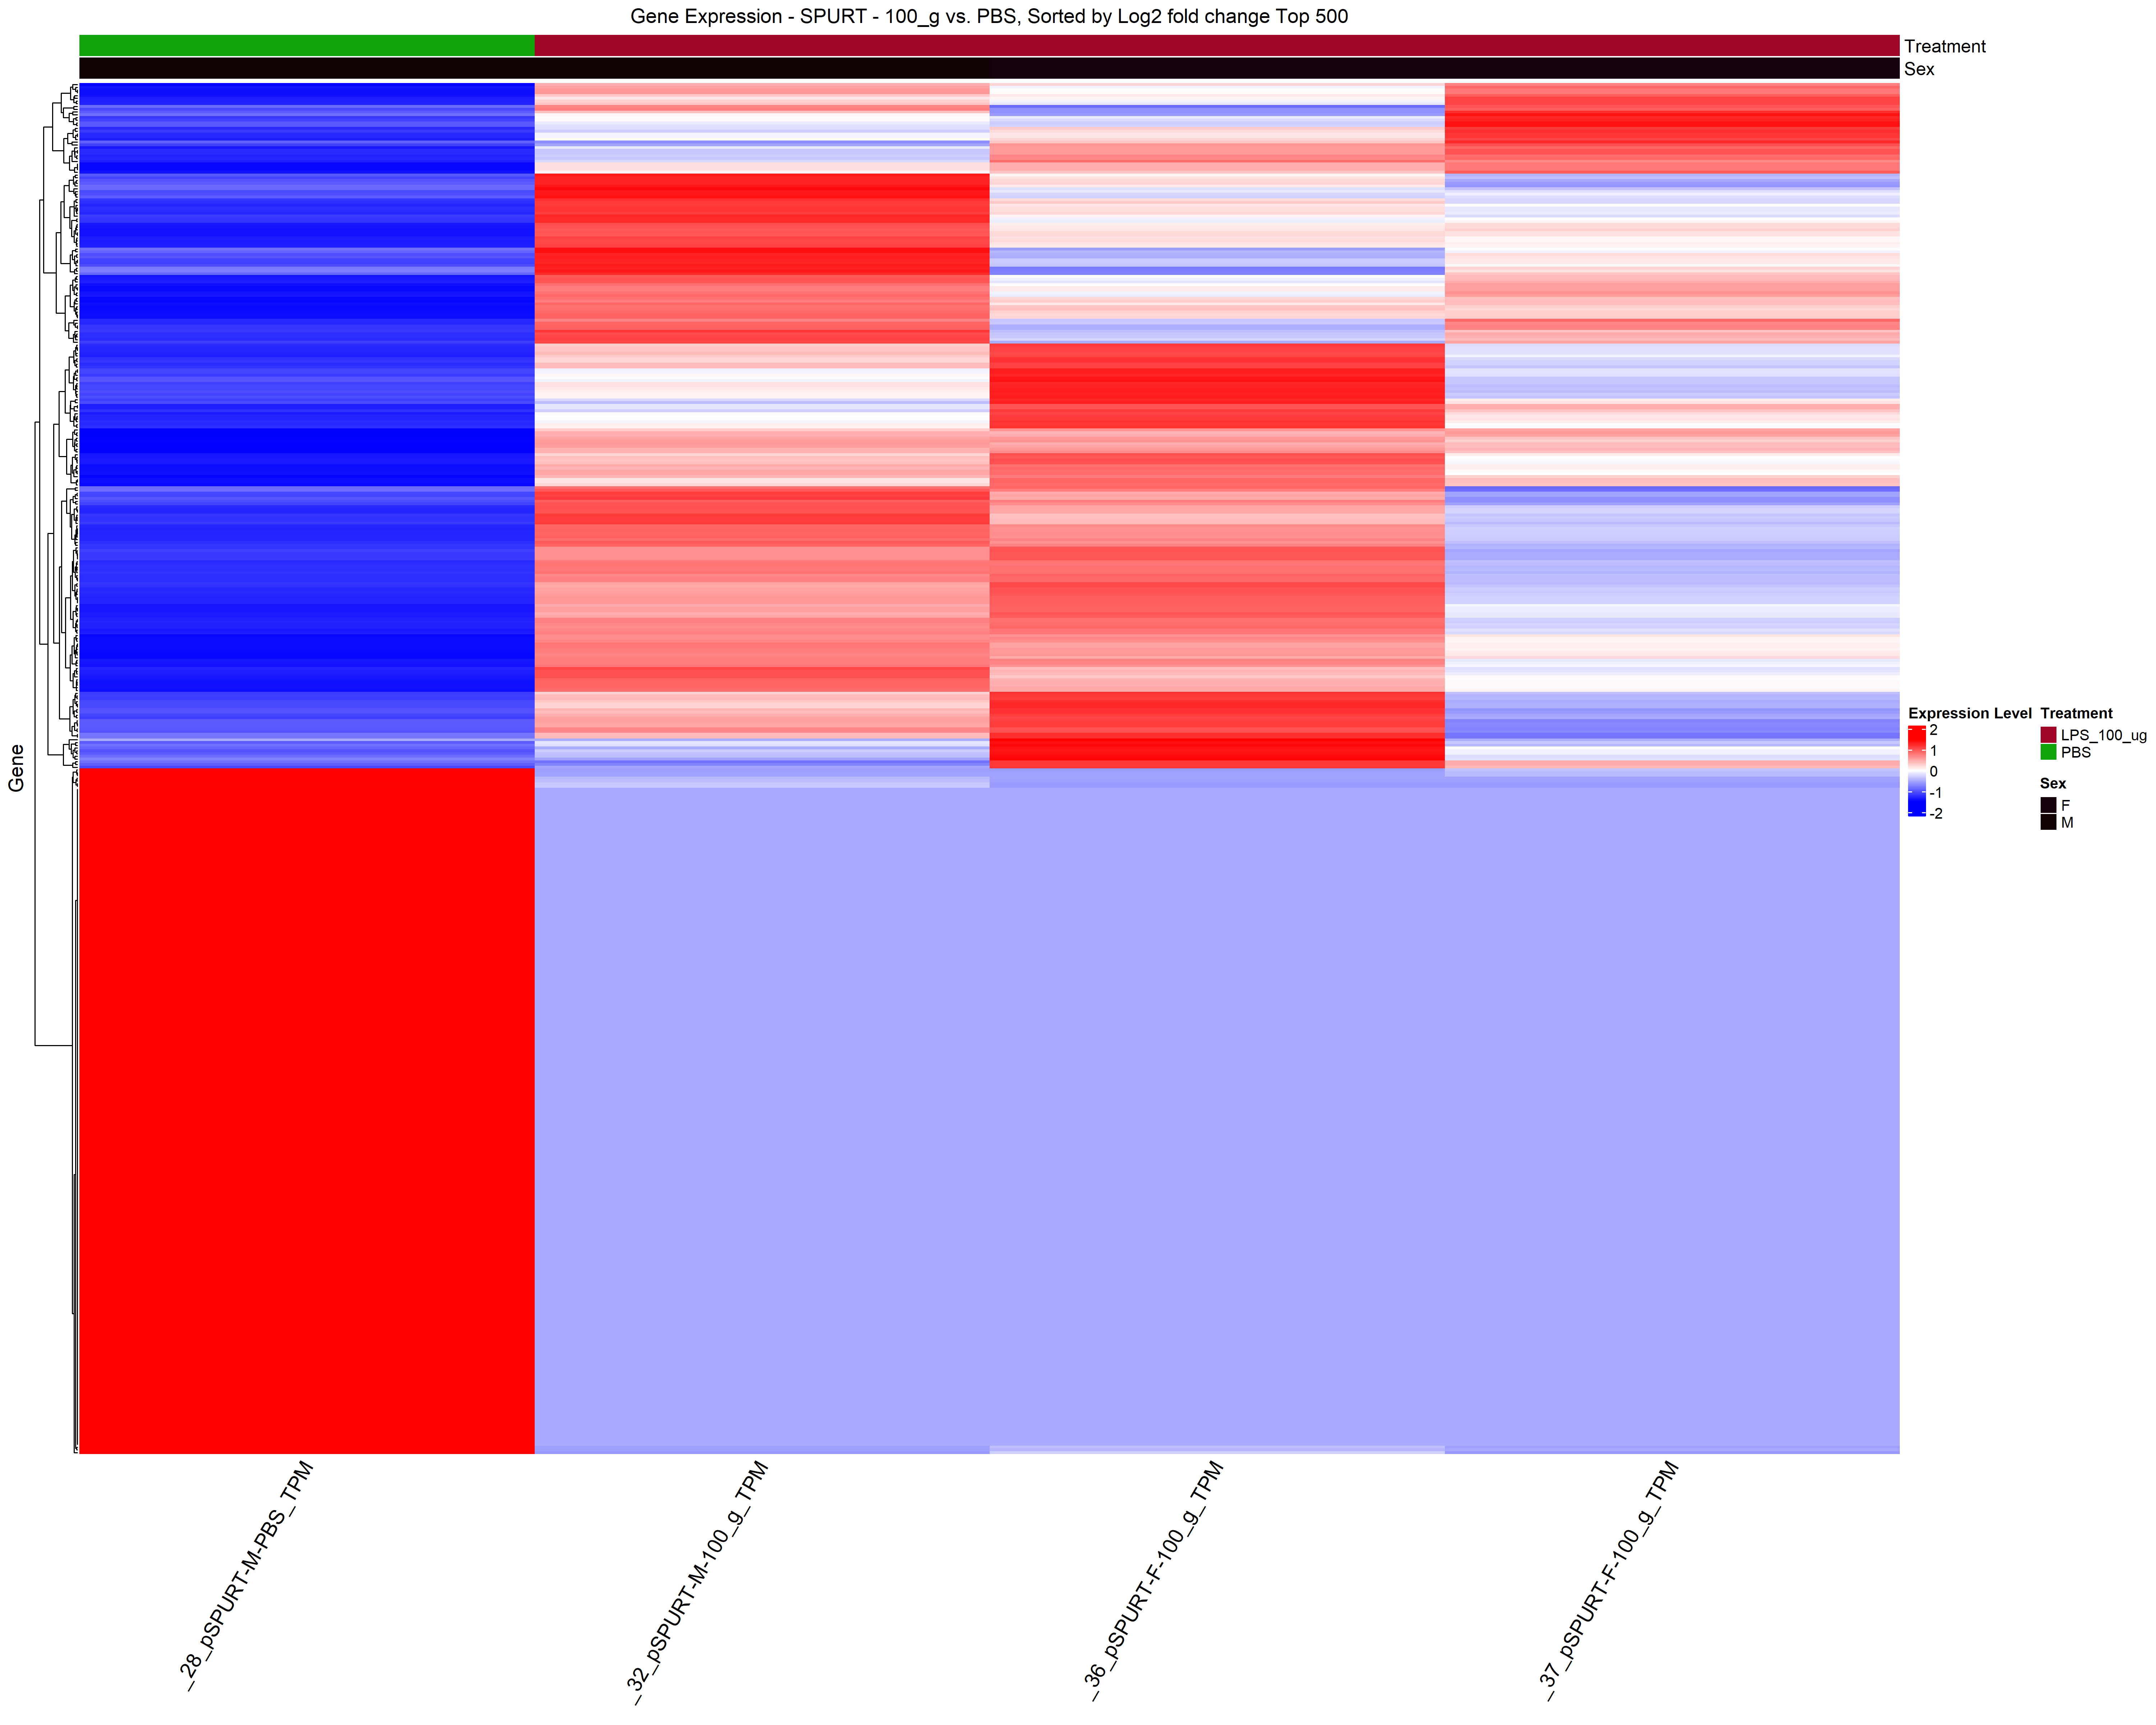 Gene Expression - SPURT - 100_g vs. PBS, Sorted by Log2 fold change Top 500
Treatment
Sex
Gene
Expression Level
2
1
0
-1
-2
Treatment
LPS_100_ug
PBS
Sex
F
M
_28_pSPURT-M-PBS_TPM
_32_pSPURT-M-100_g_TPM
_36_pSPURT-F-100_g_TPM
_37_pSPURT-F-100_g_TPM